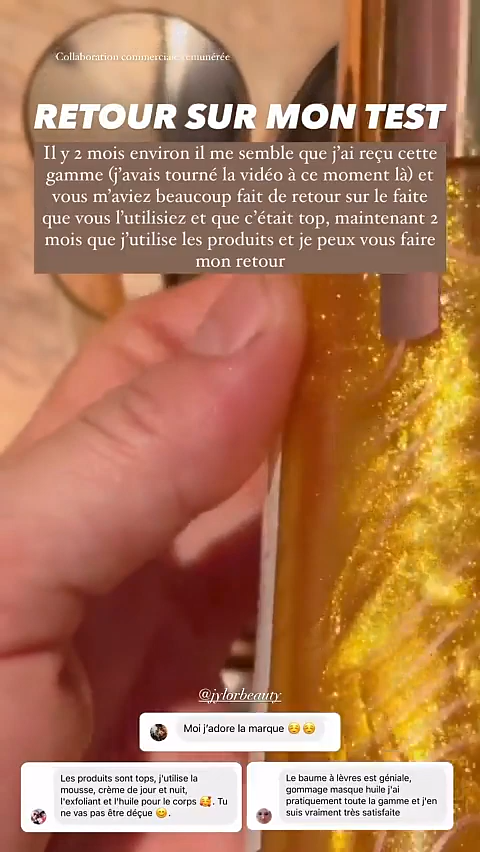 Collaboration commerciale rémunérée
RETOUR SUR MON TEST
Il y 2 mois environ il me semble que j'ai reçu cette
gamme (j'avais tourné la vidéo à ce moment là) et
vous m'aviez beaucoup fait de retour sur le faite
que vous l'utilisiez et que c'était top, maintenant 2
mois que j'utilise les produits et je peux vous faire
mon retour
@jylorbeauty
Moi j'adore la marque ☺️☺️
Les produits sont tops, j'utilise la
mousse, crème de jour et nuit,
l'exfoliant et l'huile pour le corps 🥰. Tu
ne vas pas être déçue 😊.
Le baume à lèvres est géniale,
gommage masque huile j'ai
pratiquement toute la gamme et j'en
suis vraiment très satisfaite